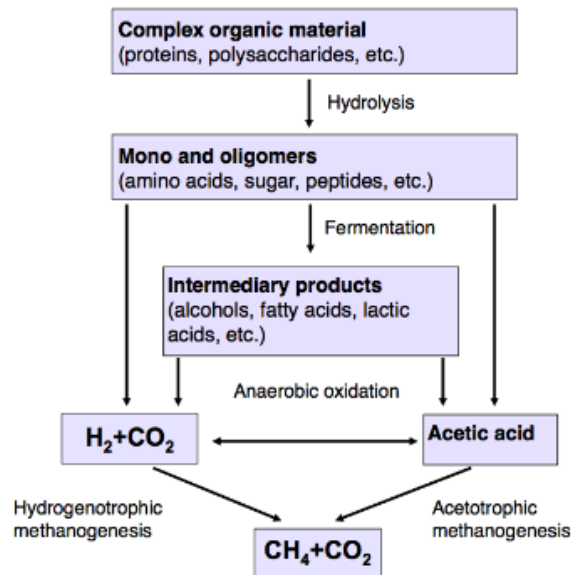 Complex organic material
(proteins, polysaccharides, etc.)
Hydrolysis
Mono and oligomers
(amino acids, sugar, peptides, etc.)
Fermentation
Intermediary products
(alcohols, fatty acids, lactic
acids, etc.)
Anaerobic oxidation
H₂+CO₂
Acetic acid
Hydrogenotrophic
methanogenesis
Acetotrophic
methanogenesis
CH₄+CO₂